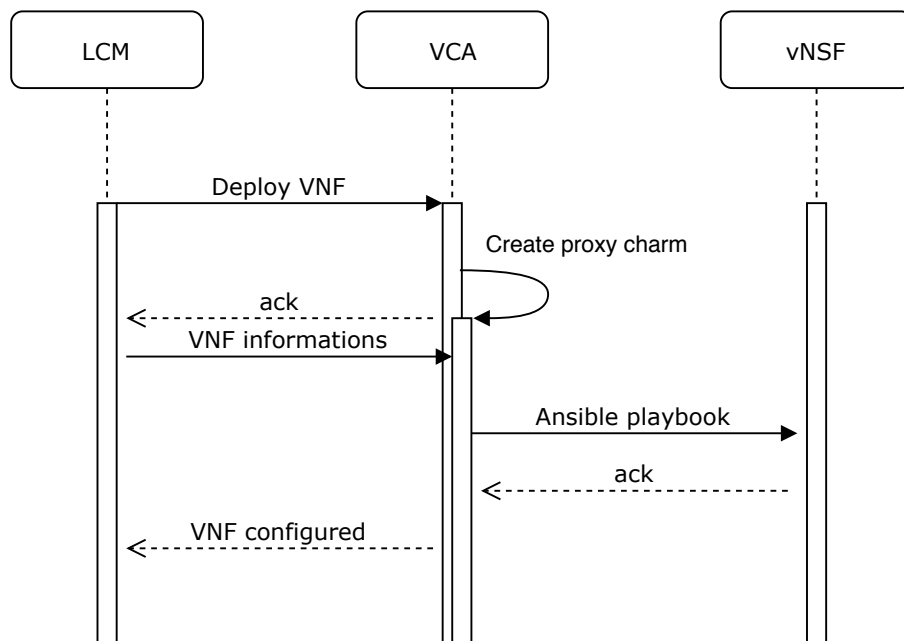 LCM
VCA
vNSF
Deploy VNF
Create proxy charm
ack
VNF informations
Ansible playbook
ack
VNF configured